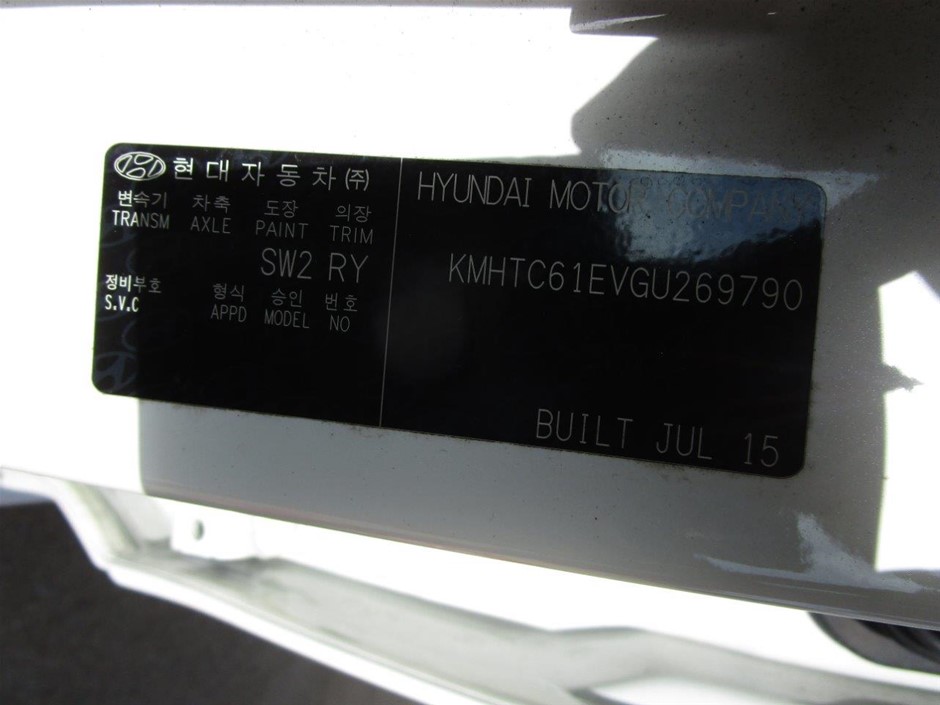 현대자동차㈜
변속기 차축 도장 의장
TRANSM AXLE PAINT TRIM
SW2 RY
정비부호 형식 승인 번호
S.V.C APPD MODEL NO
HYUNDAI MOTOR COMPANY
KMHTC61EVGU269790
BUILT JUL 15